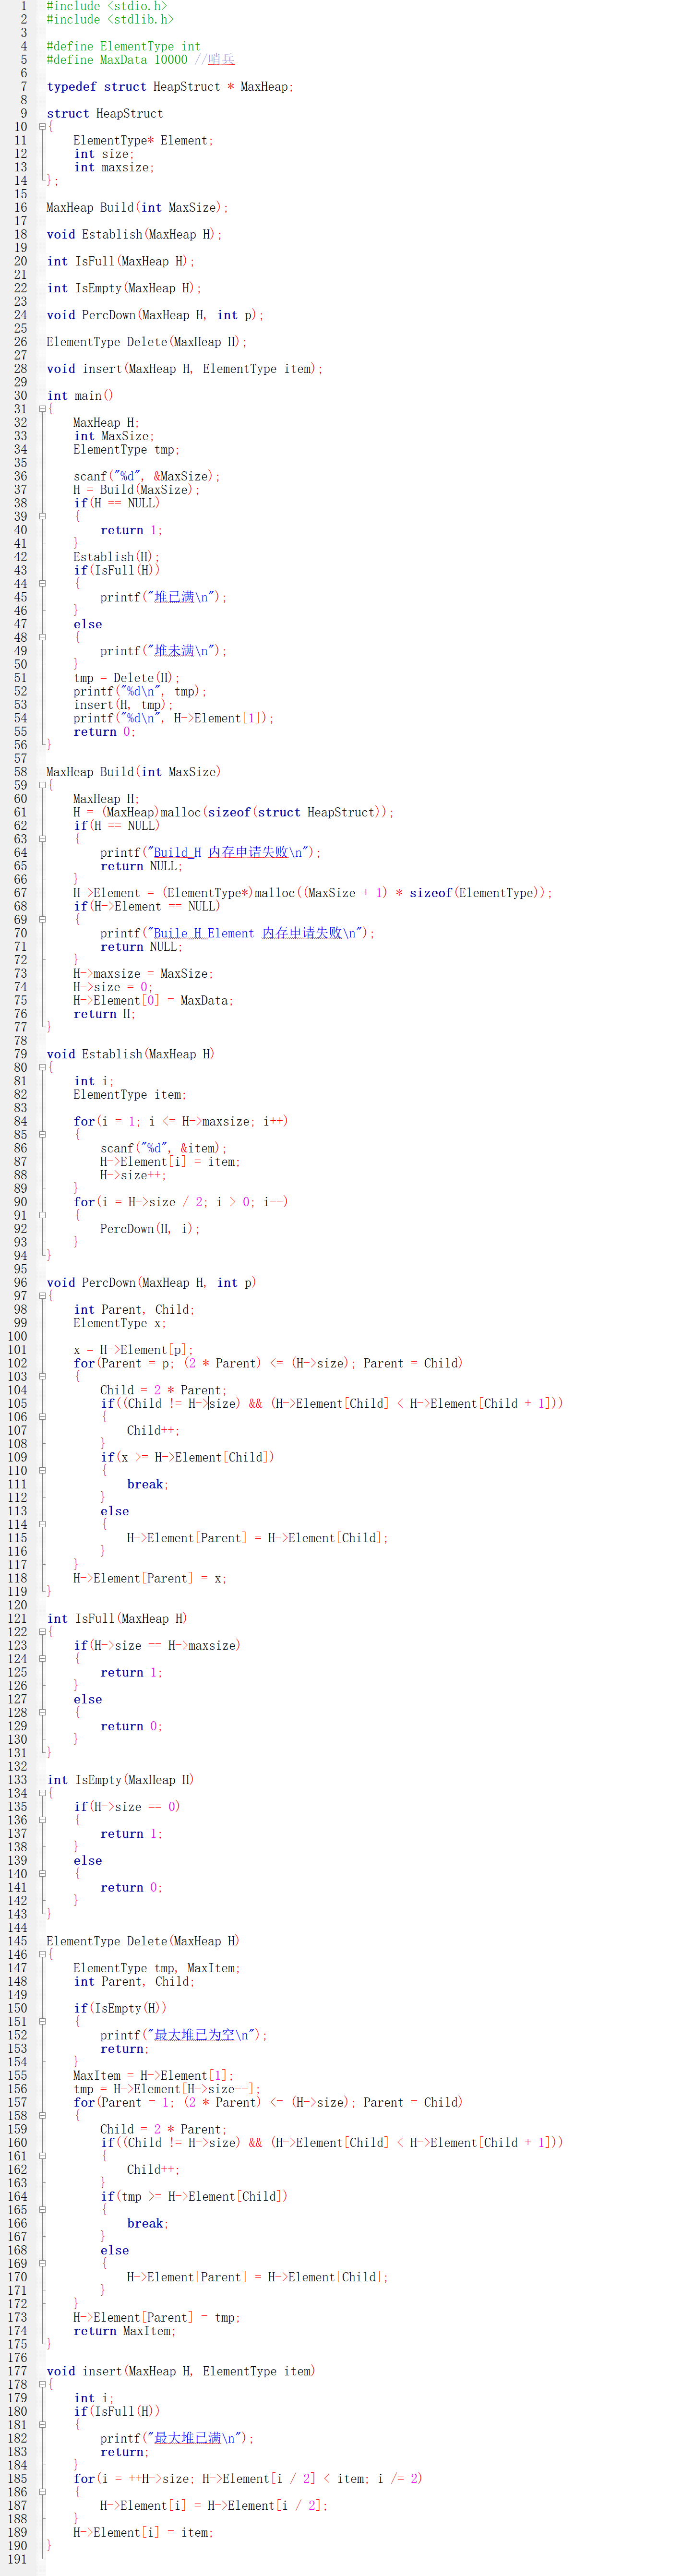 1 #include <stdio.h>
2 #include <stdlib.h>
3
4 #define ElementType int
5 #define MaxData 10000 //哨兵
6
7 typedef struct HeapStruct * MaxHeap;
8
9 struct HeapStruct
10 {
11     ElementType* Element;
12     int size;
13     int maxsize;
14 };
15
16 MaxHeap Build(int MaxSize);
17
18 void Establish(MaxHeap H);
19
20 int IsFull(MaxHeap H);
21
22 int IsEmpty(MaxHeap H);
23
24 void PercDown(MaxHeap H, int p);
25
26 ElementType Delete(MaxHeap H);
27
28 void insert(MaxHeap H, ElementType item);
29
30 int main()
31 {
32     MaxHeap H;
33     int MaxSize;
34     ElementType tmp;
35
36     scanf("%d", &MaxSize);
37     H = Build(MaxSize);
38     if(H == NULL)
39     {
40         return 1;
41     }
42     Establish(H);
43     if(IsFull(H))
44     {
45         printf("堆已满\n");
46     }
47     else
48     {
49         printf("堆未满\n");
50     }
51     tmp = Delete(H);
52     printf("%d\n", tmp);
53     insert(H, tmp);
54     printf("%d\n", H->Element[1]);
55     return 0;
56 }
57
58 MaxHeap Build(int MaxSize)
59 {
60     MaxHeap H;
61     H = (MaxHeap)malloc(sizeof(struct HeapStruct));
62     if(H == NULL)
63     {
64         printf("Build_H 内存申请失败\n");
65         return NULL;
66     }
67     H->Element = (ElementType*)malloc((MaxSize + 1) * sizeof(ElementType));
68     if(H->Element == NULL)
69     {
70         printf("Buile_H_Element 内存申请失败\n");
71         return NULL;
72     }
73     H->maxsize = MaxSize;
74     H->size = 0;
75     H->Element[0] = MaxData;
76     return H;
77 }
78
79 void Establish(MaxHeap H)
80 {
81     int i;
82     ElementType item;
83
84     for(i = 1; i <= H->maxsize; i++)
85     {
86         scanf("%d", &item);
87         H->Element[i] = item;
88         H->size++;
89     }
90     for(i = H->size / 2; i > 0; i--)
91     {
92         PercDown(H, i);
93     }
94 }
95
96 void PercDown(MaxHeap H, int p)
97 {
98     int Parent, Child;
99     ElementType x;
100
101     x = H->Element[p];
102     for(Parent = p; (2 * Parent) <= (H->size); Parent = Child)
103     {
104         Child = 2 * Parent;
105         if((Child != H->size) && (H->Element[Child] < H->Element[Child + 1]))
106         {
107             Child++;
108         }
109         if(x >= H->Element[Child])
110         {
111             break;
112         }
113         else
114         {
115             H->Element[Parent] = H->Element[Child];
116         }
117     }
118     H->Element[Parent] = x;
119 }
120
121 int IsFull(MaxHeap H)
122 {
123     if(H->size == H->maxsize)
124     {
125         return 1;
126     }
127     else
128     {
129         return 0;
130     }
131 }
132
133 int IsEmpty(MaxHeap H)
134 {
135     if(H->size == 0)
136     {
137         return 1;
138     }
139     else
140     {
141         return 0;
142     }
143 }
144
145 ElementType Delete(MaxHeap H)
146 {
147     ElementType tmp, MaxItem;
148     int Parent, Child;
149
150     if(IsEmpty(H))
151     {
152         printf("最大堆已为空\n");
153         return;
154     }
155     MaxItem = H->Element[1];
156     tmp = H->Element[H->size--];
157     for(Parent = 1; (2 * Parent) <= (H->size); Parent = Child)
158     {
159         Child = 2 * Parent;
160         if((Child != H->size) && (H->Element[Child] < H->Element[Child + 1]))
161         {
162             Child++;
163         }
164         if(tmp >= H->Element[Child])
165         {
166             break;
167         }
168         else
169         {
170             H->Element[Parent] = H->Element[Child];
171         }
172     }
173     H->Element[Parent] = tmp;
174     return MaxItem;
175 }
176
177 void insert(MaxHeap H, ElementType item)
178 {
179     int i;
180     if(IsFull(H))
181     {
182         printf("最大堆已满\n");
183         return;
184     }
185     for(i = ++H->size; H->Element[i / 2] < item; i /= 2)
186     {
187         H->Element[i] = H->Element[i / 2];
188     }
189     H->Element[i] = item;
190 }
191